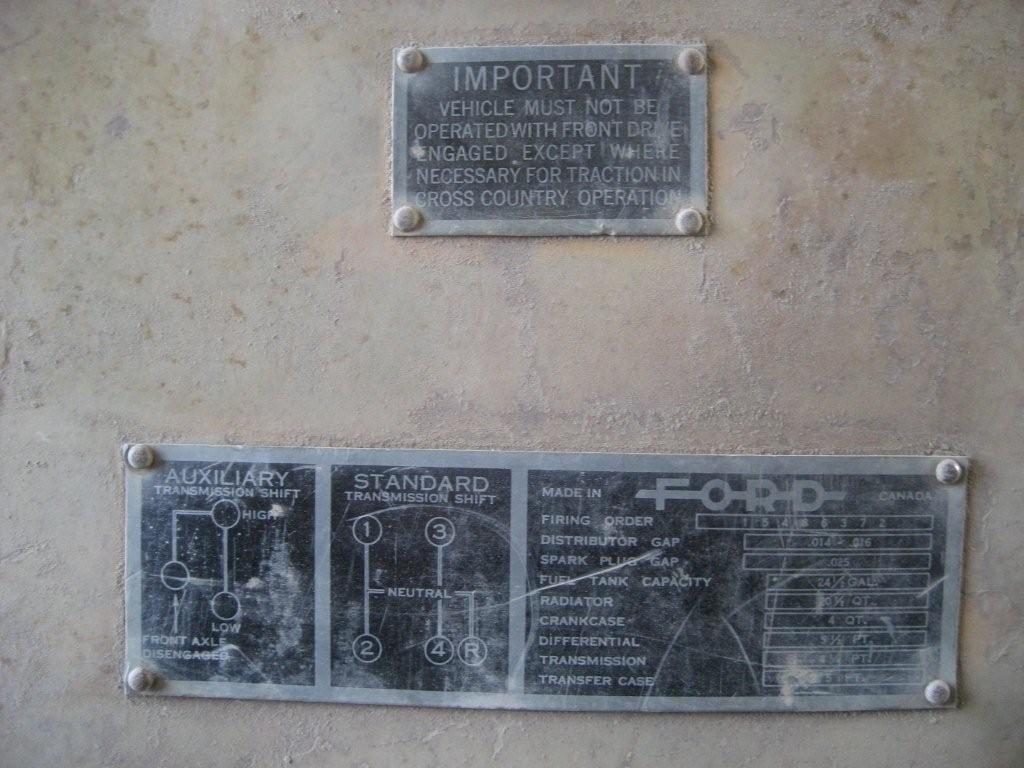 IMPORTANT
VEHICLE MUST NOT BE
OPERATED WITH FRONT DRIVE
ENGAGED EXCEPT WHERE
NECESSARY FOR TRACTION IN
CROSS COUNTRY OPERATION
AUXILIARY
TRANSMISSION SHIFT
HIGH
LOW
FRONT AXLE
DISENGAGED
STANDARD
TRANSMISSION SHIFT
1 3
NEUTRAL
2 4 R
MADE IN FORD CANADA
FIRING ORDER 1 5 4 8 6 3 7 2
DISTRIBUTOR GAP .014 - .016
SPARK PLUG GAP .025
FUEL TANK CAPACITY 24½ GAL.
RADIATOR QT.
CRANKCASE 4 QT.
DIFFERENTIAL PT.
TRANSMISSION PT.
TRANSFER CASE PT.